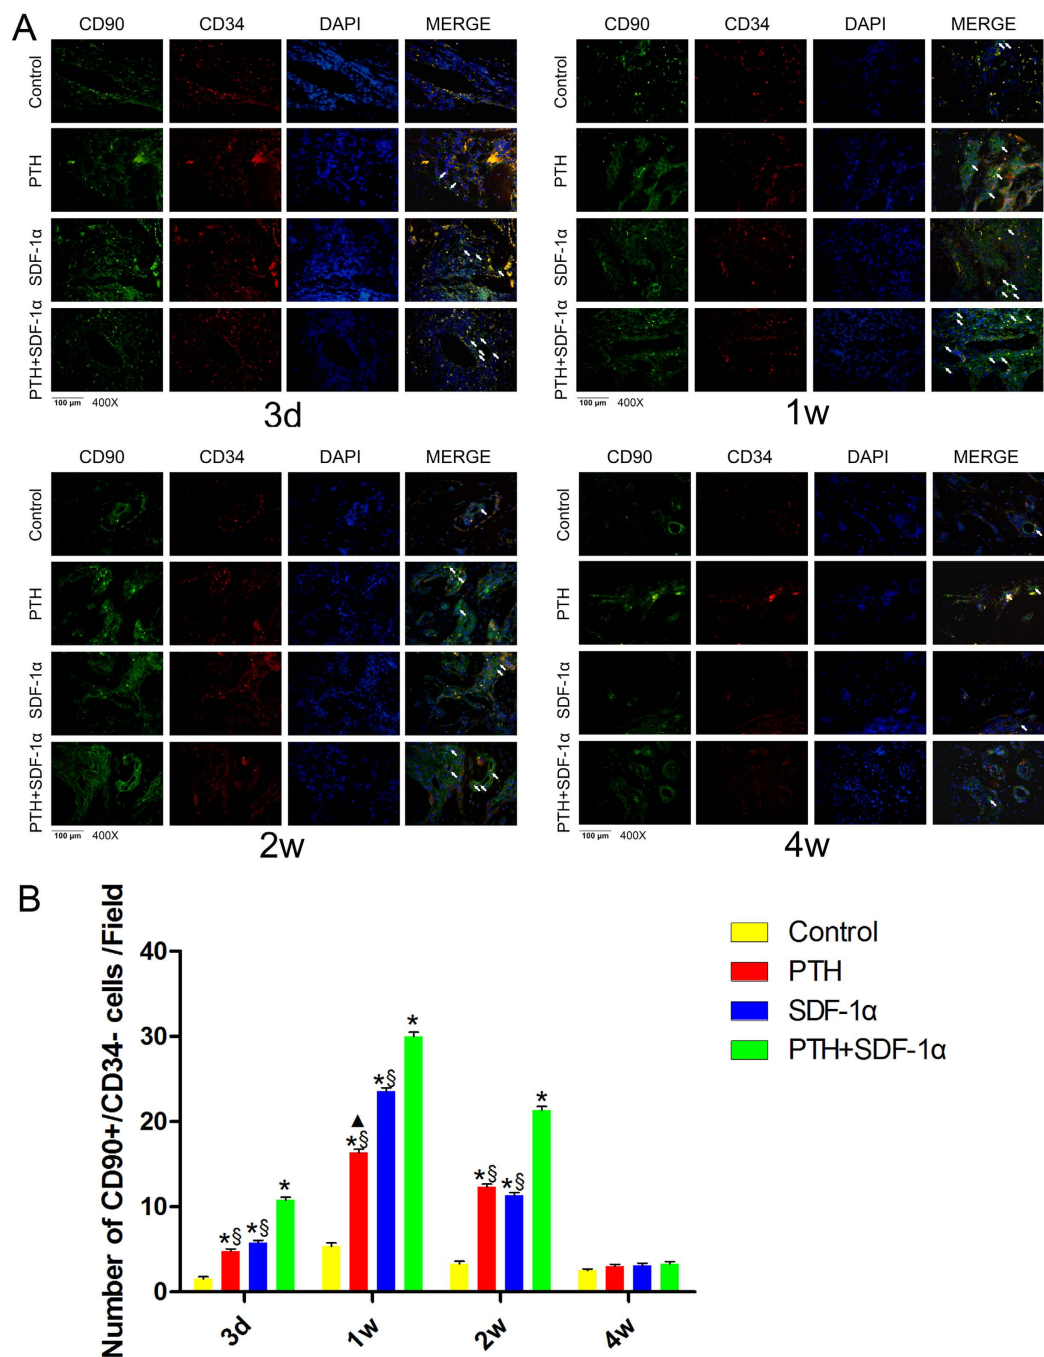 A
CD90 CD34 DAPI MERGE
Control
PTH
SDF-1α
PTH+SDF-1α
100 μm 400X
3d
CD90 CD34 DAPI MERGE
Control
PTH
SDF-1α
PTH+SDF-1α
100 μm 400X
1w
CD90 CD34 DAPI MERGE
Control
PTH
SDF-1α
PTH+SDF-1α
100 μm 400X
2w
CD90 CD34 DAPI MERGE
Control
PTH
SDF-1α
PTH+SDF-1α
100 μm 400X
4w
B
Number of CD90+/CD34- cells /Field
40
30
20
10
0
*§ *§ *
▲
*§ *§ *
*§ *§ *
3d 1w 2w 4w
Control
PTH
SDF-1α
PTH+SDF-1α